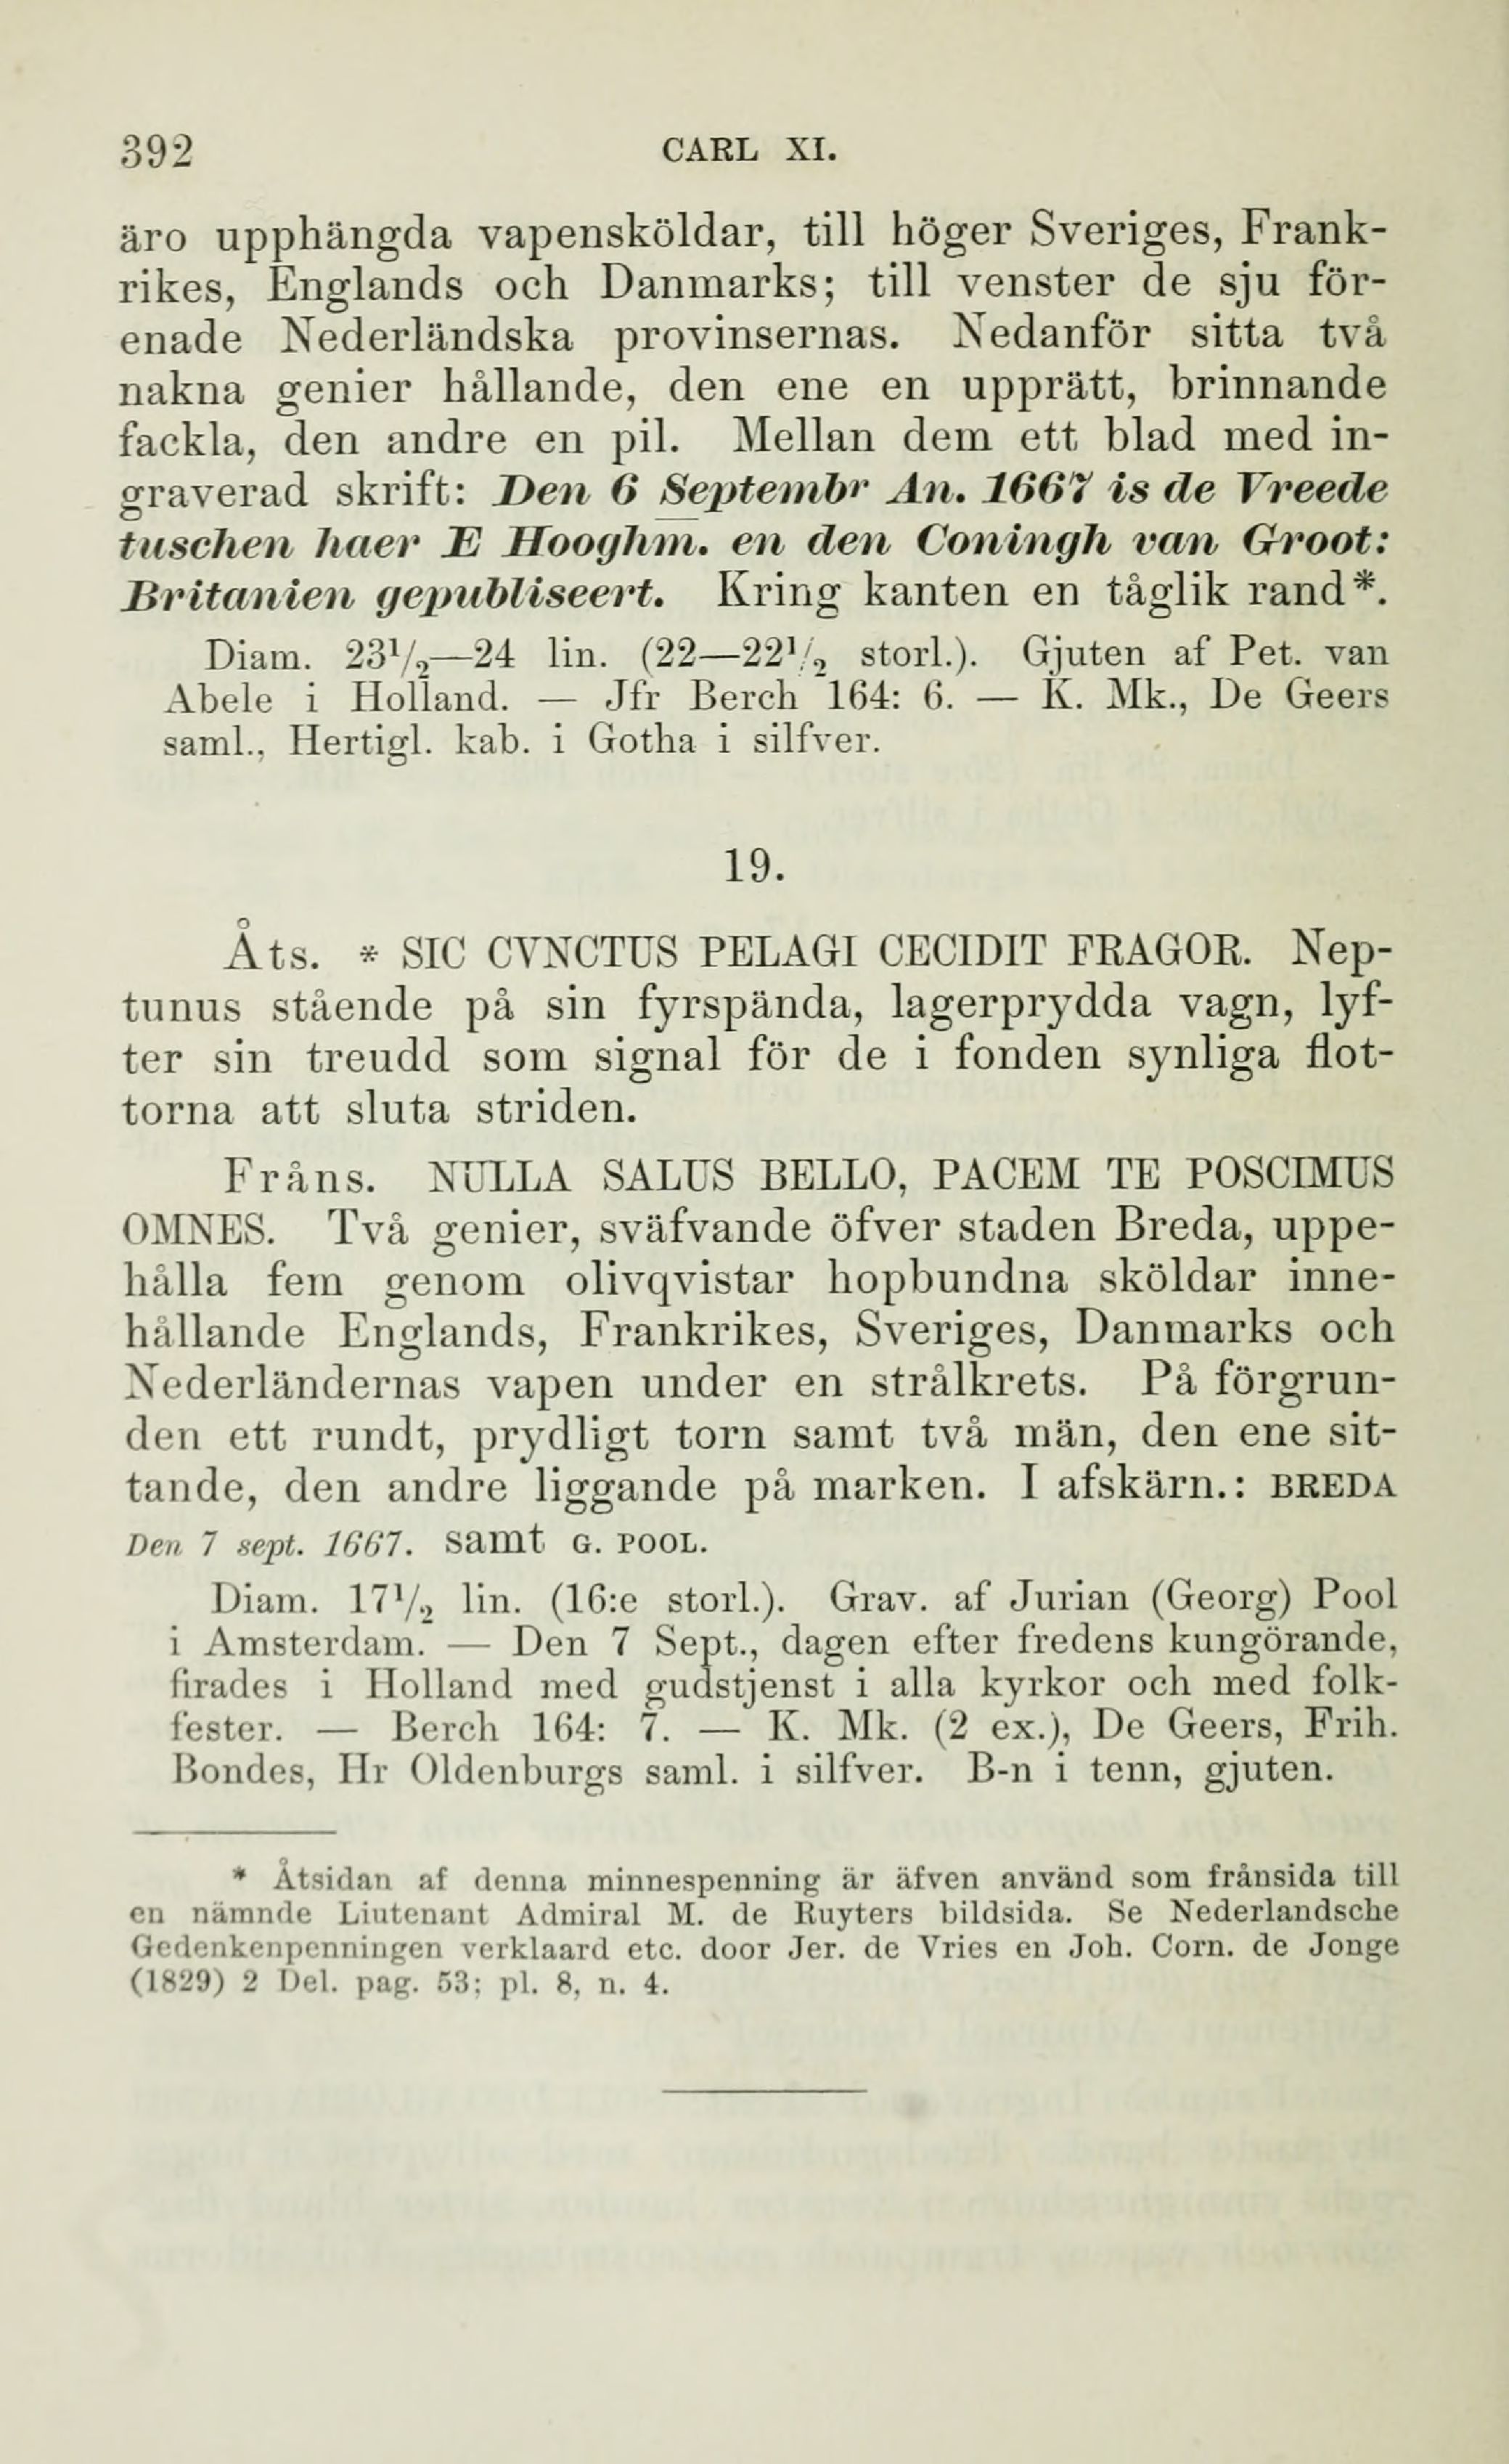 392 CARL XI.
äro upphängda vapensköldar, till höger Sveriges, Frank-
rikes, Englands och Danmarks; till venster de sju för-
enade Nederländska provinsernas. Nedanför sitta två
nakna genier hållande, den ene en upprätt, brinnande
fackla, den andre en pil. Mellan dem ett blad med in-
graverad skrift: Den 6 Septembr An. 1667 is de Vreede
tuschen haer E Hooghm̅. en den Coningh van Groot:
Britanien gepubliseert. Kring kanten en tåglik rand*.
Diam. 23½—24 lin. (22—22½ storl.). Gjuten af Pet. van
Abele i Holland. — Jfr Berch 164: 6. — K. Mk., De Geers
saml., Hertigl. kab. i Gotha i silfver.
19.
Åts. * SIC CVNCTUS PELAGI CECIDIT FRAGOR. Nep-
tunus stående på sin fyrspända, lagerprydda vagn, lyf-
ter sin treudd som signal för de i fonden synliga flot-
torna att sluta striden.
Fråns. NULLA SALUS BELLO, PACEM TE POSCIMUS
OMNES. Två genier, sväfvande öfver staden Breda, uppe-
hålla fem genom olivqvistar hopbundna sköldar inne-
hållande Englands, Frankrikes, Sveriges, Danmarks och
Nederländernas vapen under en strålkrets. På förgrun-
den ett rundt, prydligt torn samt två män, den ene sit-
tande, den andre liggande på marken. I afskärn.: BREDA
Den 7 sept. 1667. samt G. POOL.
Diam. 17½ lin. (16:e storl.). Grav. af Jurian (Georg) Pool
i Amsterdam. — Den 7 Sept., dagen efter fredens kungörande,
firades i Holland med gudstjenst i alla kyrkor och med folk-
fester. — Berch 164: 7. — K. Mk. (2 ex.), De Geers, Frih.
Bondes, Hr Oldenburgs saml. i silfver. B-n i tenn, gjuten.
* Åtsidan af denna minnespenning är äfven använd som frånsida till
en nämnde Liutenant Admiral M. de Ruyters bildsida. Se Nederlandsche
Gedenkenpenningen verklaard etc. door Jer. de Vries en Joh. Corn. de Jonge
(1829) 2 Del. pag. 53; pl. 8, n. 4.